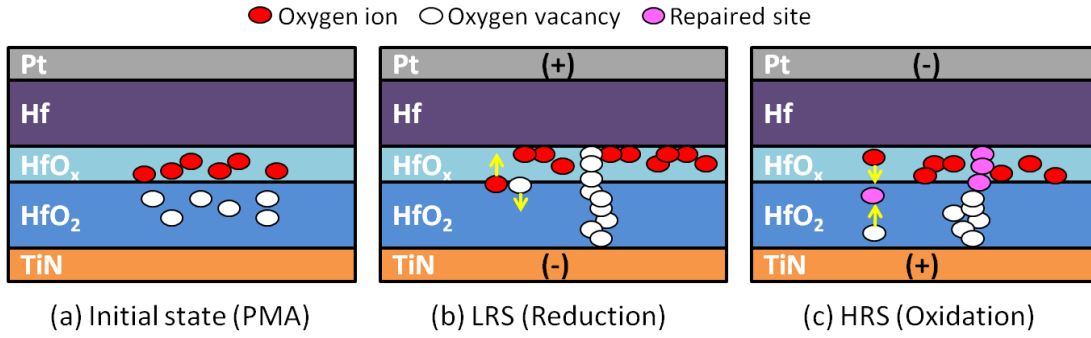 Oxygen ion Oxygen vacancy Repaired site
Pt
Hf
HfOₓ
HfO₂
TiN
(a) Initial state (PMA)
Pt (+)
Hf
HfOₓ
HfO₂
TiN (-)
(b) LRS (Reduction)
Pt (-)
Hf
HfOₓ
HfO₂
TiN (+)
(c) HRS (Oxidation)